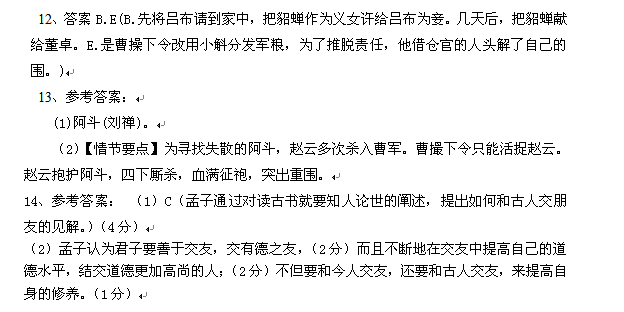 12、答案 B.E(B.先将吕布请到家中，把貂蝉作为义女许给吕布为妾。几天后，把貂蝉献
给董卓。E.是曹操下令改用小斛分发军粮，为了推脱责任，他借仓官的人头解了自己的
围。)↵
13、参考答案：↵
(1)阿斗(刘禅)。↵
(2)【情节要点】为寻找失散的阿斗，赵云多次杀入曹军。曹操下令只能活捉赵云。
赵云抱护阿斗，四下厮杀，血满征袍，突出重围。↵
14、参考答案： (1)C(孟子通过对读古书就要知人论世的阐述，提出如何和古人交朋
友的见解。)(4分)↵
(2)孟子认为君子要善于交友，交有德之友，(2分)而且不断地在交友中提高自己的道
德水平，结交道德更加高尚的人；(2分)不但要和今人交友，还要和古人交友，来提高自
身的修养。(1分)↵